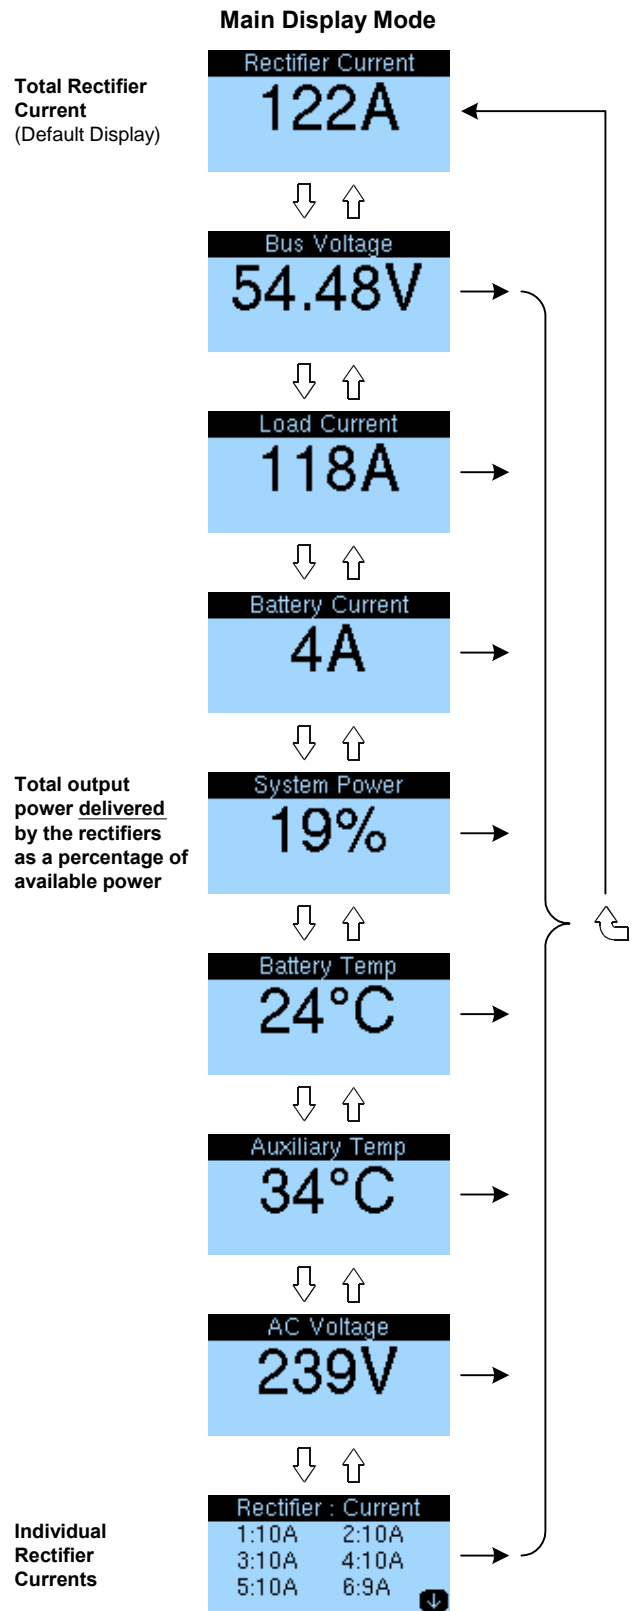 Main Display Mode
Total Rectifier
Current
(Default Display)
Rectifier Current
122A
Bus Voltage
54.48V
Load Current
118A
Battery Current
4A
Total output
power delivered
by the rectifiers
as a percentage of
available power
System Power
19%
Battery Temp
24°C
Auxiliary Temp
34°C
AC Voltage
239V
Individual
Rectifier
Currents
Rectifier : Current
1:10A 2:10A
3:10A 4:10A
5:10A 6:9A